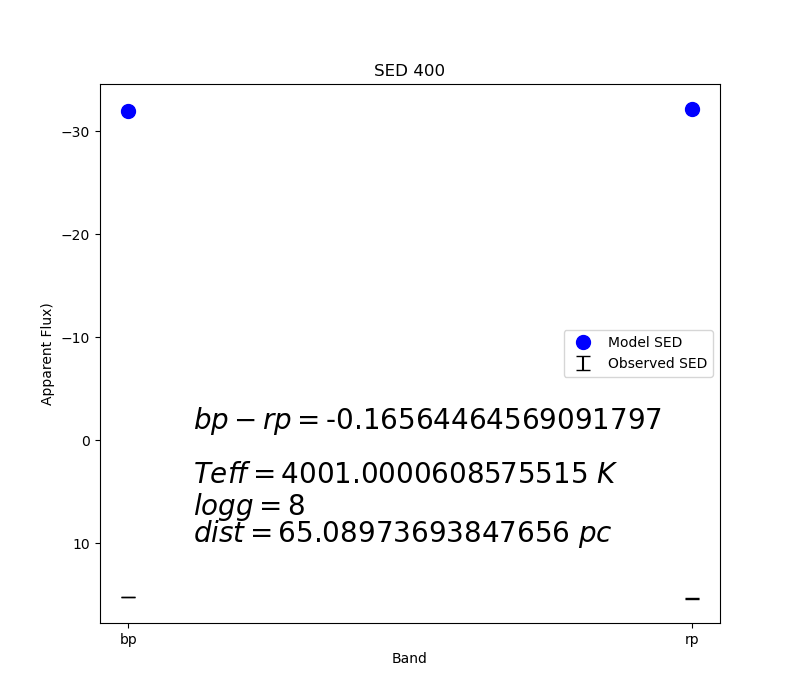 SED 400
Apparent Flux)
−30
−20
−10
0
10
Model SED
Observed SED
bp − rp = -0.16564464569091797
Teff = 4001.0000608575515 K
logg = 8
dist = 65.08973693847656 pc
bp
rp
Band